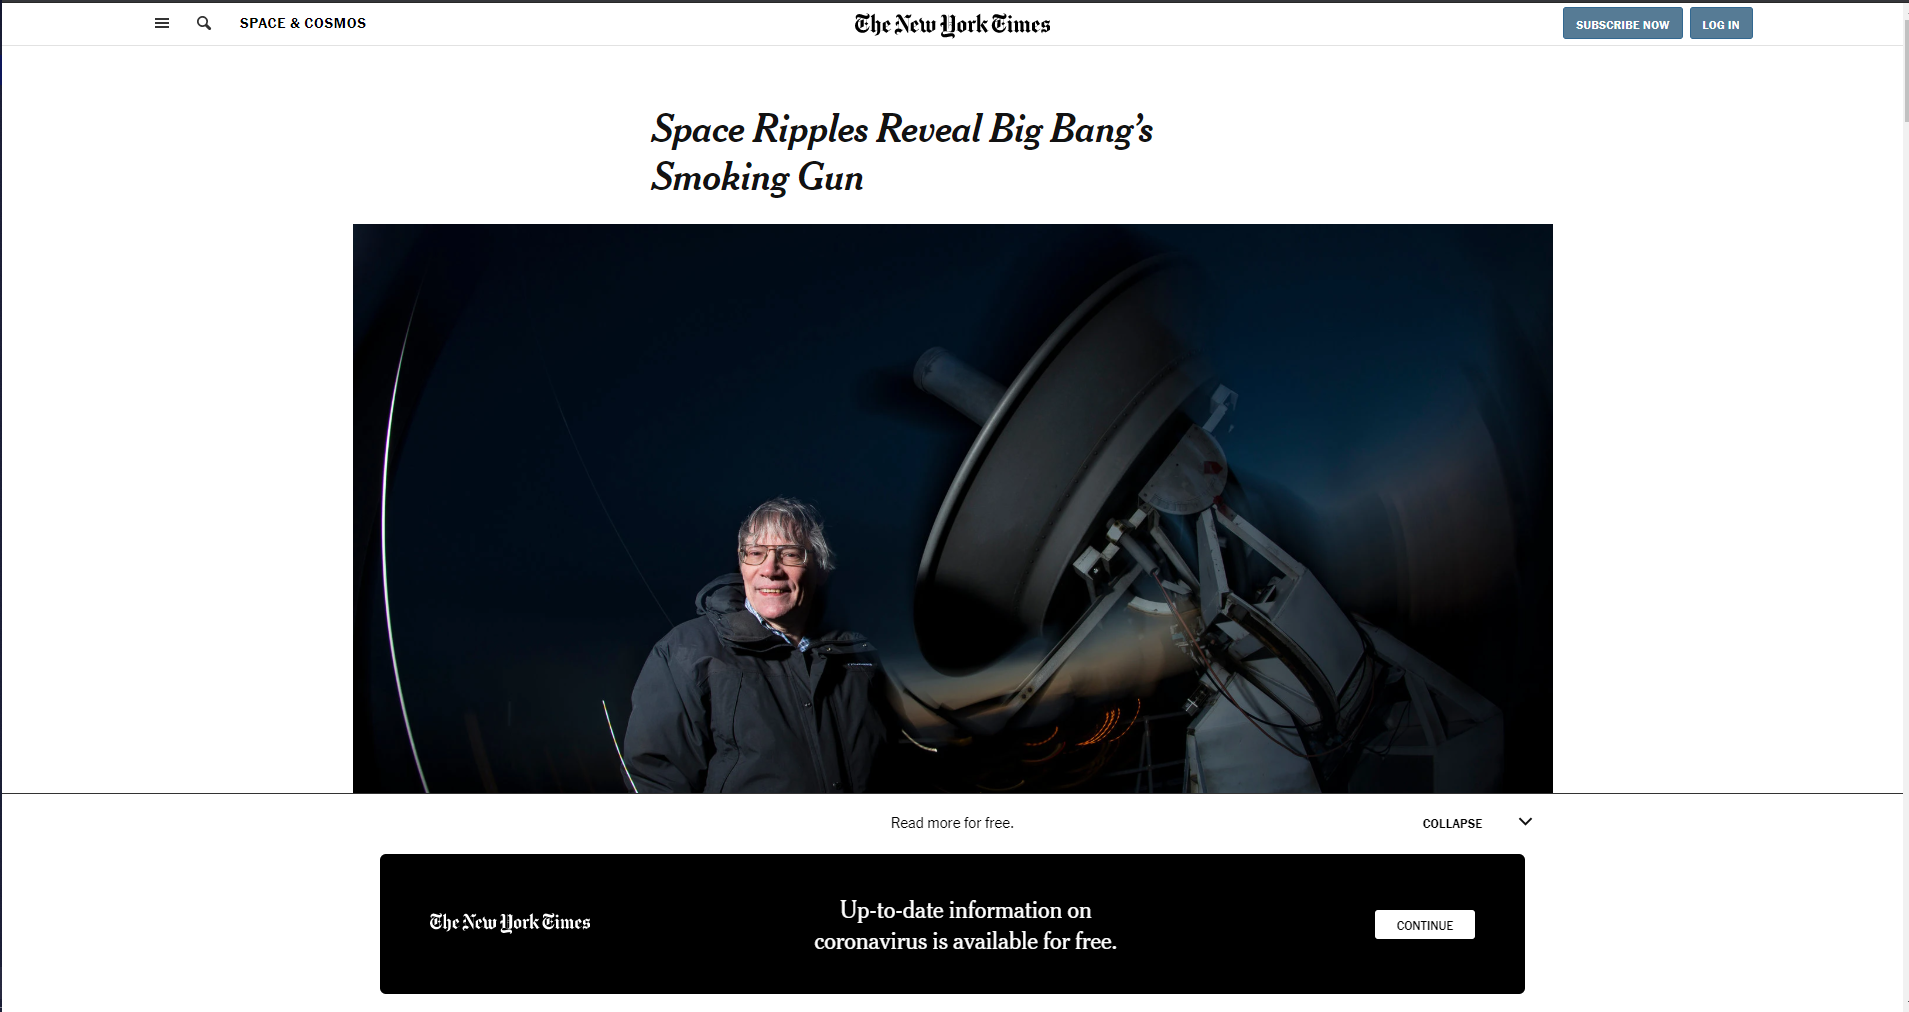 SPACE & COSMOS
The New York Times
SUBSCRIBE NOW
LOG IN
Space Ripples Reveal Big Bang’s
Smoking Gun
Read more for free.
COLLAPSE
The New York Times
Up-to-date information on
coronavirus is available for free.
CONTINUE